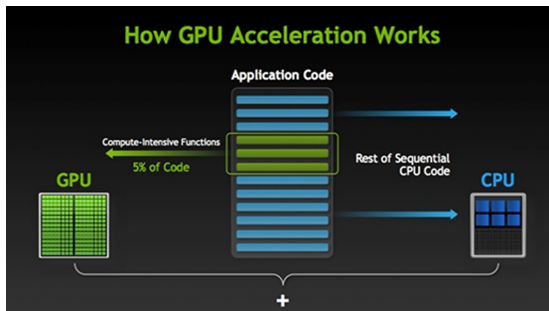 How GPU Acceleration Works
Application Code
Compute-Intensive Functions
5% of Code
Rest of Sequential
CPU Code
GPU
CPU
+